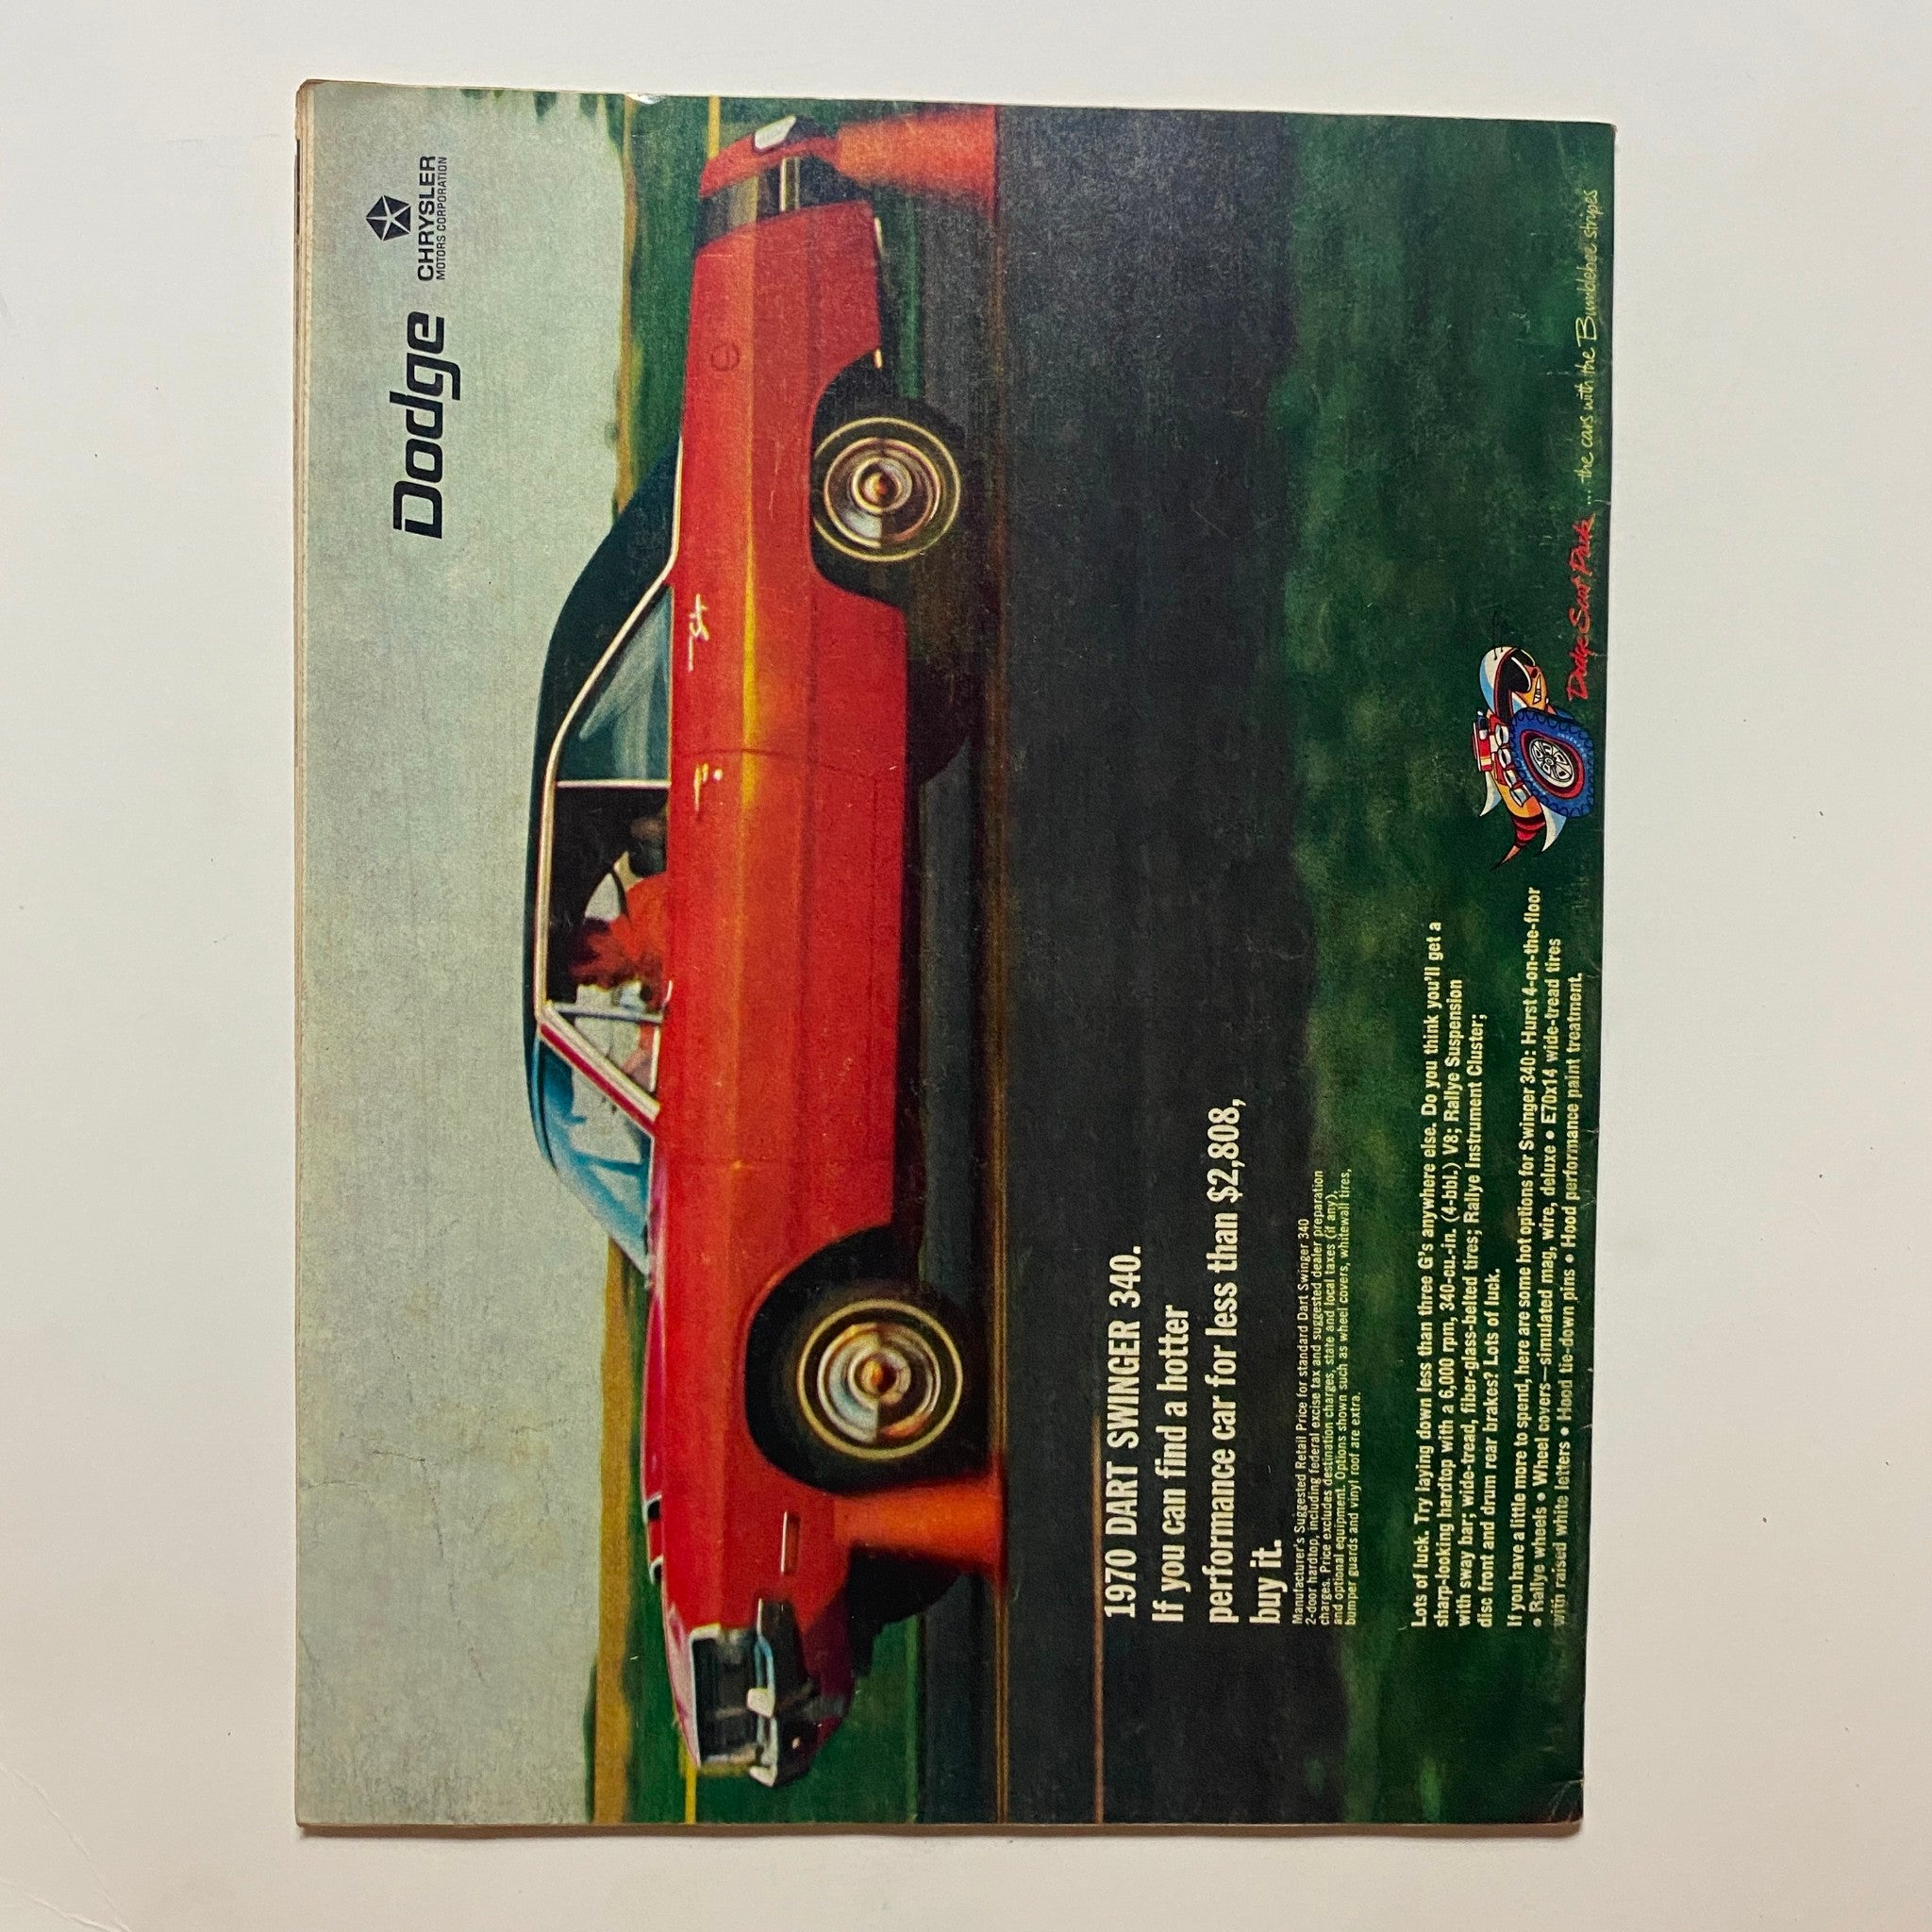 Dodge
CHRYSLER
MOTORS CORPORATION
1970 DART SWINGER 340.
If you can find a hotter
performance car for less than $2,808,
buy it.
Manufacturer's Suggested Retail Price for standard Dart Swinger 340
2-door hardtop, including federal excise tax and suggested dealer preparation
charges. Price excludes destination charges, state and local taxes (if any),
and optional equipment. Options shown such as wheel covers, whitewall tires,
bumper guards and vinyl roof are extra.
Lots of luck. Try laying down less than three G's anywhere else. Do you think you'll get a
sharp-looking hardtop with a 6,000 rpm, 340-cu.-in. (4-bbl.) V8; Rallye Suspension
with sway bar; wide-tread, fiber-glass-belted tires; Rallye Instrument Cluster;
disc front and drum rear brakes? Lots of luck.
If you have a little more to spend, here are some hot options for Swinger 340: Hurst 4-on-the-floor
• Rallye wheels • Wheel covers—simulated mag, wire, deluxe • E70x14 wide-tread tires
with raised white letters • Hood tie-down pins • Hood performance paint treatment.
Dodge Scat Pack
... the cars with the Bumblebee stripes